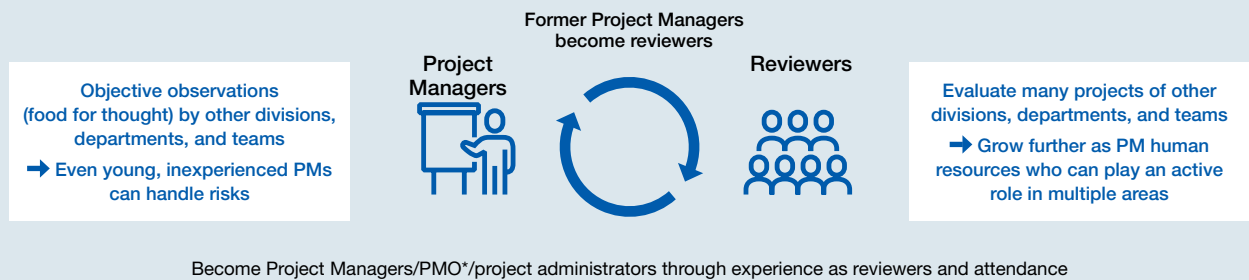 Former Project Managers
become reviewers
Project
Managers
Reviewers
Objective observations
(food for thought) by other divisions,
departments, and teams
➡ Even young, inexperienced PMs
can handle risks
Evaluate many projects of other
divisions, departments, and teams
➡ Grow further as PM human
resources who can play an active
role in multiple areas
Become Project Managers/PMO*/project administrators through experience as reviewers and attendance